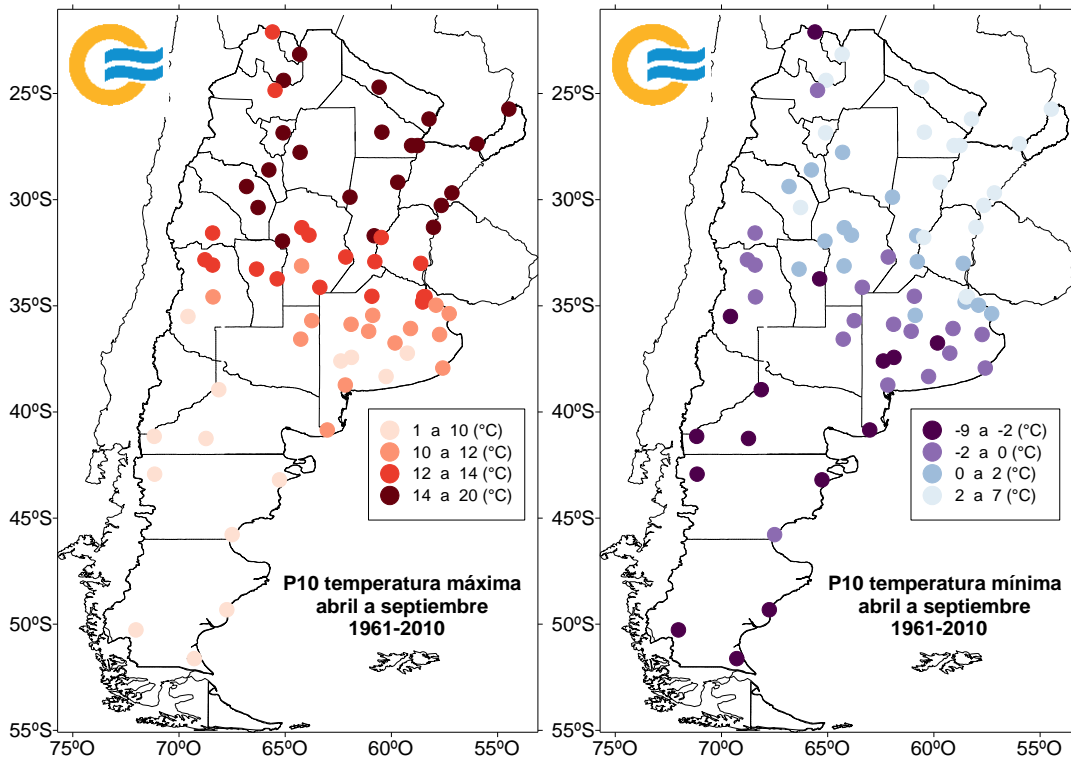 25ºS
30ºS
35ºS
40ºS
45ºS
50ºS
55ºS
75ºO
70ºO
65ºO
60ºO
55ºO
1 a 10 (°C)
10 a 12 (°C)
12 a 14 (°C)
14 a 20 (°C)
P10 temperatura máxima
abril a septiembre
1961-2010
25ºS
30ºS
35ºS
40ºS
45ºS
50ºS
55ºS
75ºO
70ºO
65ºO
60ºO
55ºO
-9 a -2 (°C)
-2 a 0 (°C)
0 a 2 (°C)
2 a 7 (°C)
P10 temperatura mínima
abril a septiembre
1961-2010